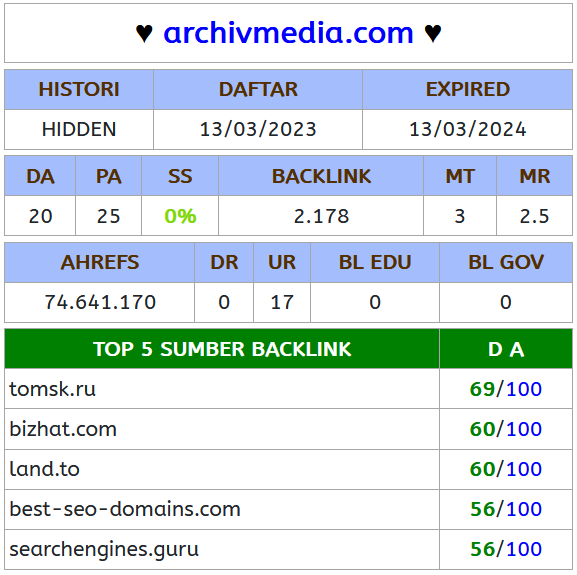 ♥ archivmedia.com ♥
HISTORI DAFTAR EXPIRED
HIDDEN 13/03/2023 13/03/2024
DA PA SS BACKLINK MT MR
20 25 0% 2.178 3 2.5
AHREFS DR UR BL EDU BL GOV
74.641.170 0 17 0 0
TOP 5 SUMBER BACKLINK D A
tomsk.ru 69/100
bizhat.com 60/100
land.to 60/100
best-seo-domains.com 56/100
searchengines.guru 56/100